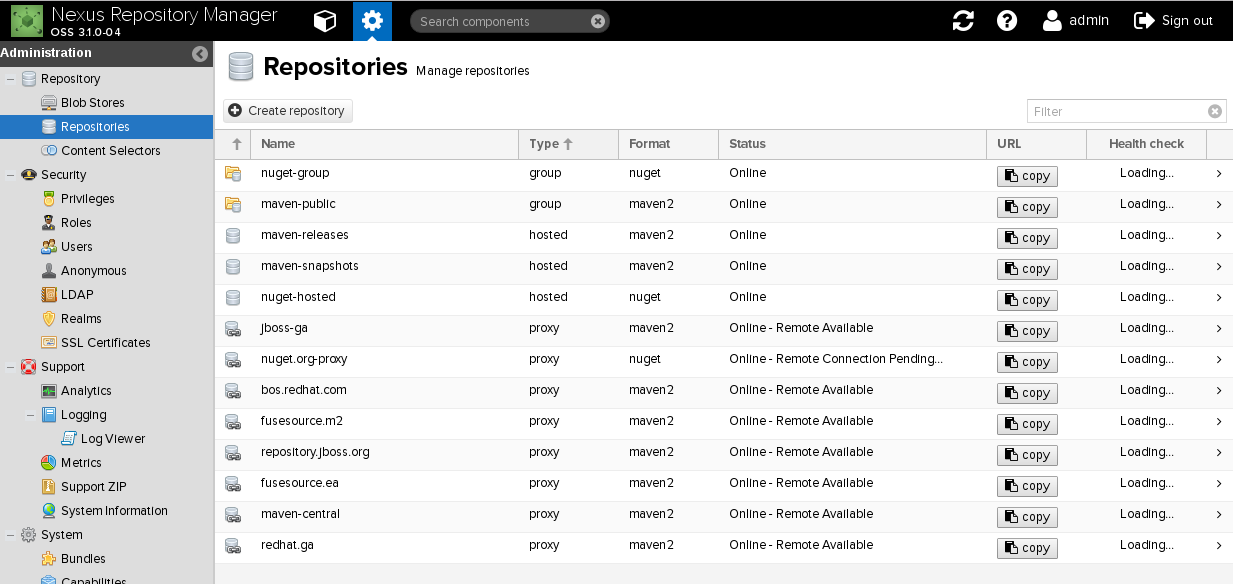 Nexus Repository Manager
OSS 3.1.0-04
Search components
admin
Sign out
Administration
Repository
Blob Stores
Repositories
Content Selectors
Security
Privileges
Roles
Users
Anonymous
LDAP
Realms
SSL Certificates
Support
Analytics
Logging
Log Viewer
Metrics
Support ZIP
System Information
System
Bundles
Capabilities
Repositories Manage repositories
Create repository
Filter
Name Type Format Status URL Health check
nuget-group group nuget Online copy Loading...
maven-public group maven2 Online copy Loading...
maven-releases hosted maven2 Online copy Loading...
maven-snapshots hosted maven2 Online copy Loading...
nuget-hosted hosted nuget Online copy Loading...
jboss-ga proxy maven2 Online - Remote Available copy Loading...
nuget.org-proxy proxy nuget Online - Remote Connection Pending... copy Loading...
bos.redhat.com proxy maven2 Online - Remote Available copy Loading...
fusesource.m2 proxy maven2 Online - Remote Available copy Loading...
repository.jboss.org proxy maven2 Online - Remote Available copy Loading...
fusesource.ea proxy maven2 Online - Remote Available copy Loading...
maven-central proxy maven2 Online - Remote Available copy Loading...
redhat.ga proxy maven2 Online - Remote Available copy Loading...